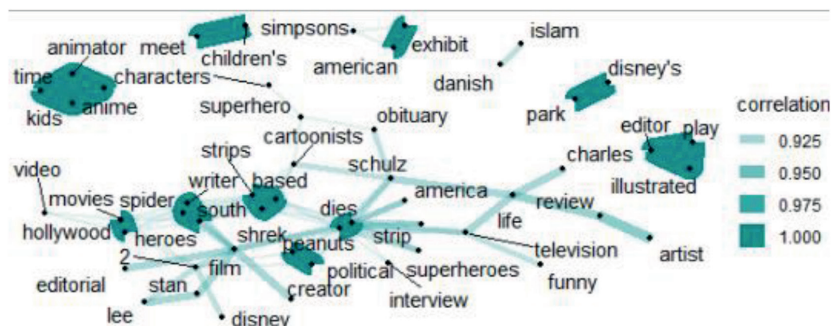 simpsons
islam
animator
meet
exhibit
children's
american
danish
disney's
time
characters
kids
anime
superhero
obituary
park
correlation
editor
play
0.925
cartoonists
strips
schulz
charles
0.950
video
writer
based
illustrated
movies
spider
america
0.975
south
dies
life
review
hollywood
heroes
shrek
peanuts
strip
television
artist
1.000
2
film
political
superheroes
funny
editorial
stan
creator
interview
lee
disney